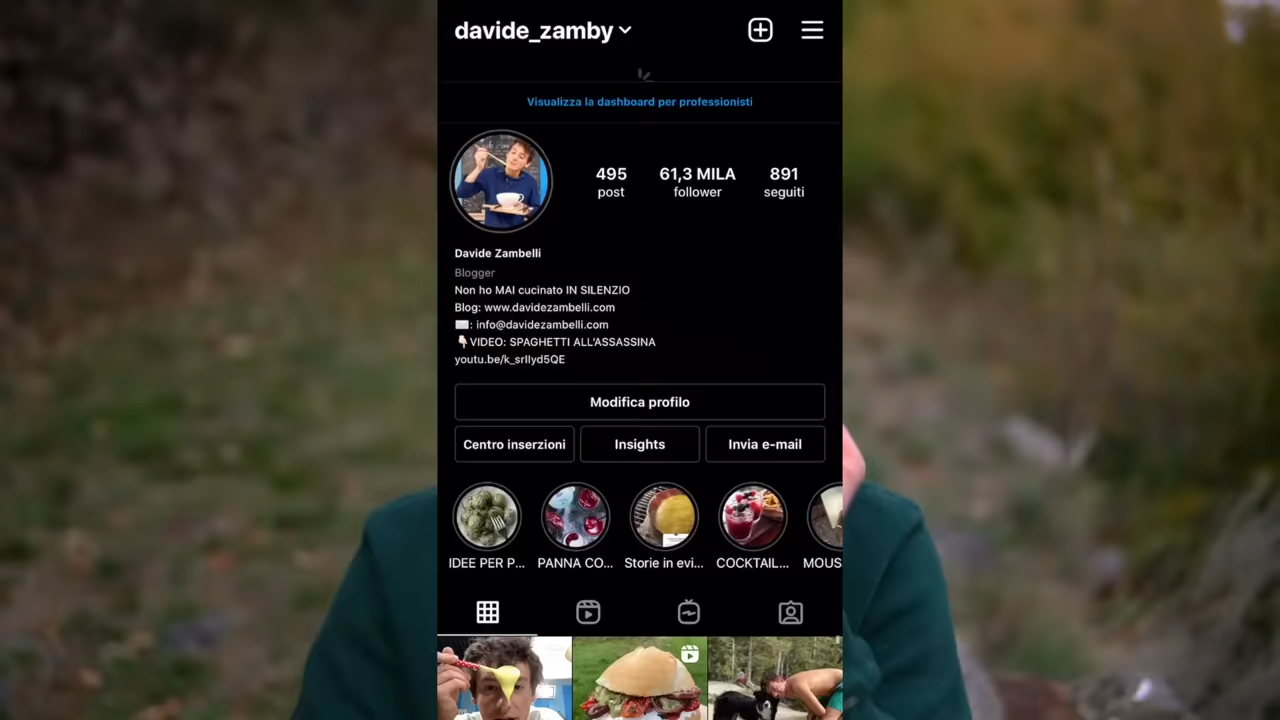 davide_zamby
Visualizza la dashboard per professionisti
495 61,3 MILA 891
post follower seguiti
Davide Zambelli
Blogger
Non ho MAI cucinato IN SILENZIO
Blog: www.davidezambelli.com
✉️: info@davidezambelli.com
👇🏻VIDEO: SPAGHETTI ALL'ASSASSINA
youtu.be/k_srIlyd5QE
Modifica profilo
Centro inserzioni Insights Invia e-mail
IDEE PER P... PANNA CO... Storie in evi... COCKTAIL... MOUS